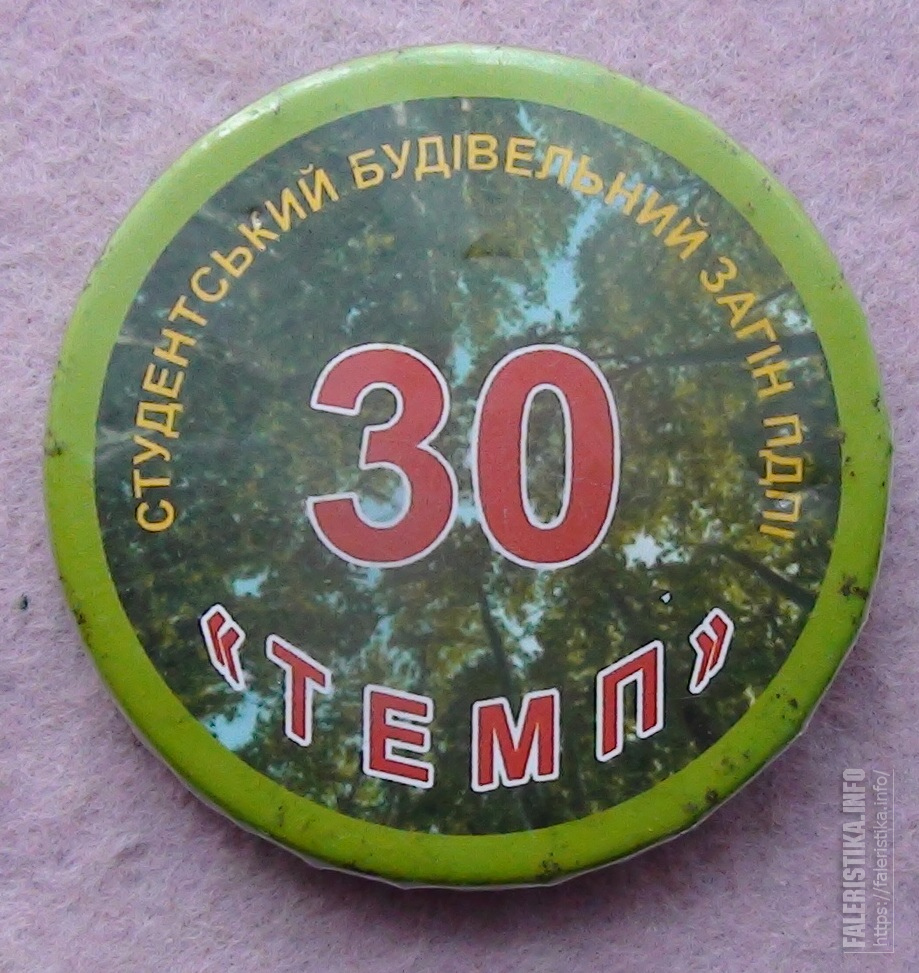 СТУДЕНТСЬКИЙ БУДІВЕЛЬНИЙ ЗАГІН ПДПІ
30
“ТЕМП”
FALERISTIKA.INFO
https://faleristika.info/